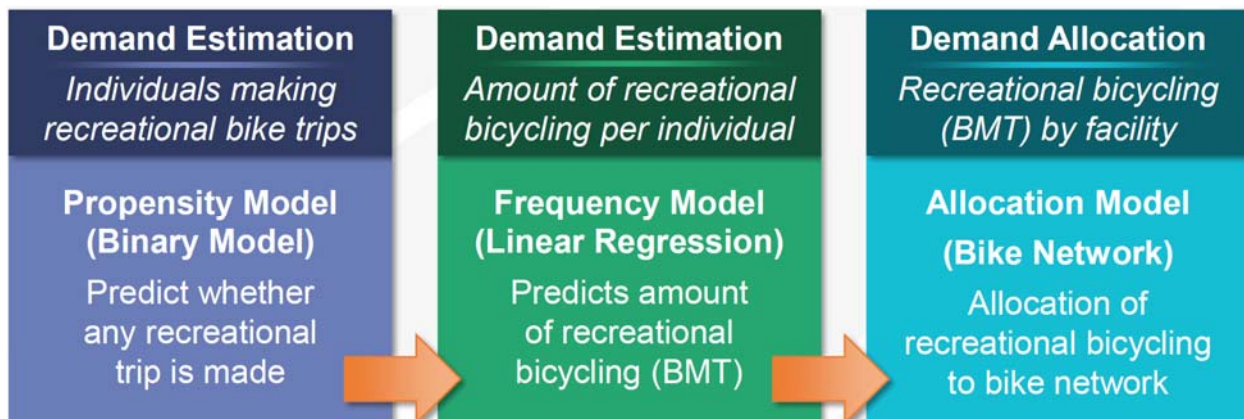 Demand Estimation
Individuals making
recreational bike trips
Propensity Model
(Binary Model)
Predict whether
any recreational
trip is made
Demand Estimation
Amount of recreational
bicycling per individual
Frequency Model
(Linear Regression)
Predicts amount
of recreational
bicycling (BMT)
Demand Allocation
Recreational bicycling
(BMT) by facility
Allocation Model
(Bike Network)
Allocation of
recreational bicycling
to bike network